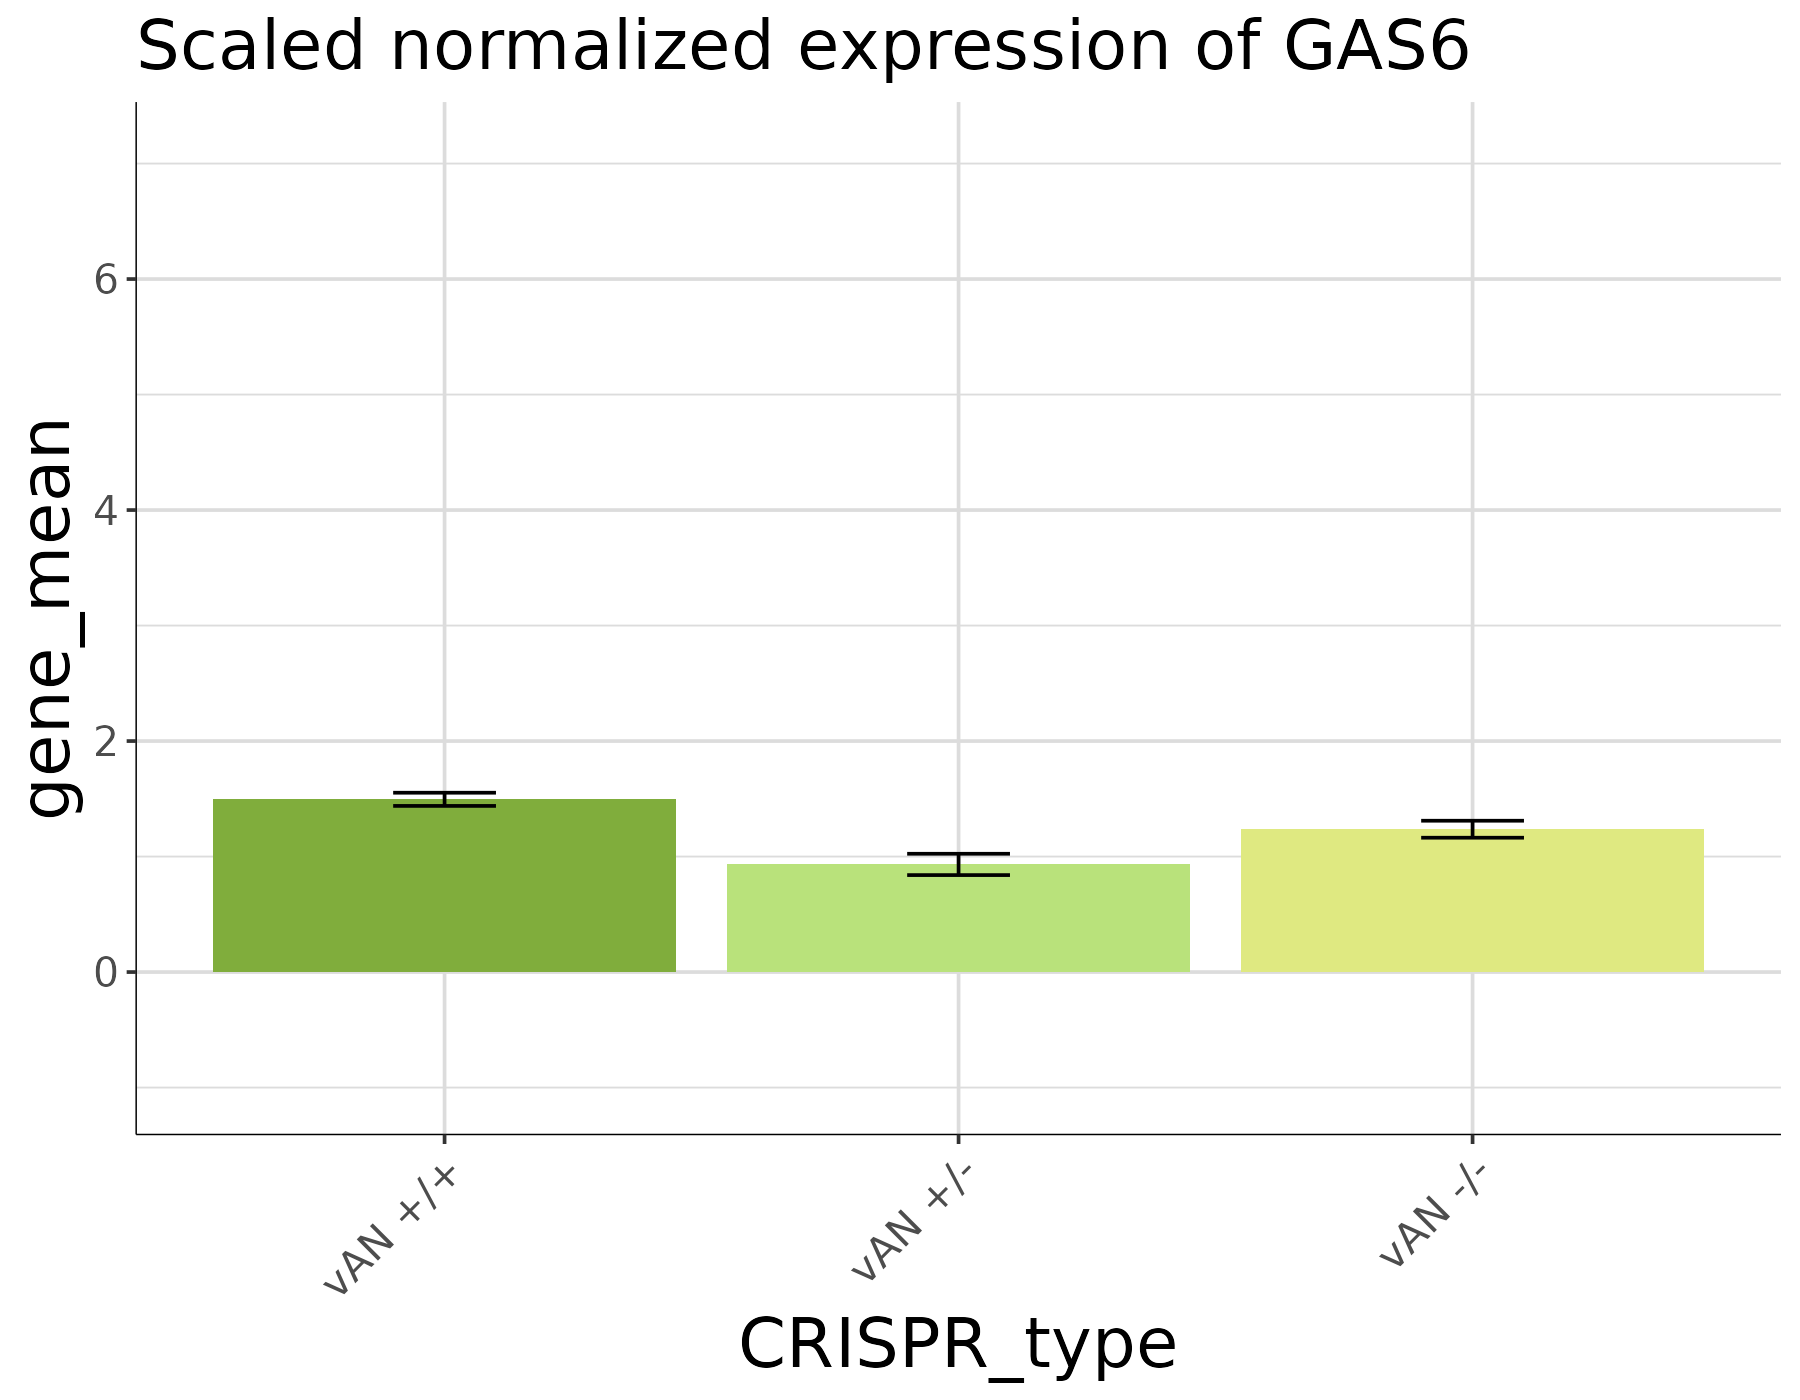 Scaled normalized expression of GAS6
gene_mean
6
4
2
0
vAN +/+
vAN +/-
vAN -/-
CRISPR_type